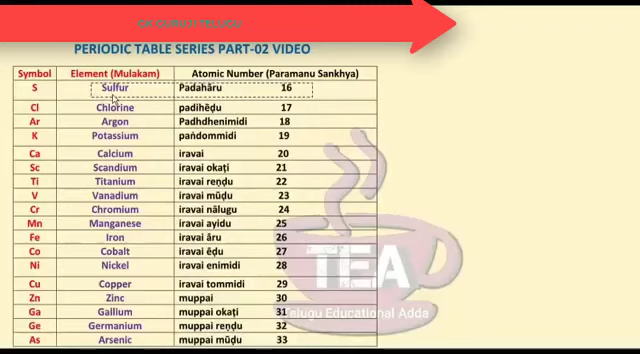 GK GURUJI TELUGU
PERIODIC TABLE SERIES PART-02 VIDEO
Symbol Element (Mulakam) Atomic Number (Paramanu Sankhya)
S Sulfur Padahāru 16
Cl Chlorine padihēḍu 17
Ar Argon Padhdhenimidi 18
K Potassium paṅdommidi 19
Ca Calcium iravai 20
Sc Scandium iravai okaṭi 21
Ti Titanium iravai reṇḍu 22
V Vanadium iravai mūḍu 23
Cr Chromium iravai nālugu 24
Mn Manganese iravai ayidu 25
Fe Iron iravai āru 26
Co Cobalt iravai ēḍu 27
Ni Nickel iravai enimidi 28
Cu Copper iravai tommidi 29
Zn Zinc muppai 30
Ga Gallium muppai okaṭi 31
Ge Germanium muppai reṇḍu 32
As Arsenic muppai mūḍu 33
TEA
Telugu Educational Adda